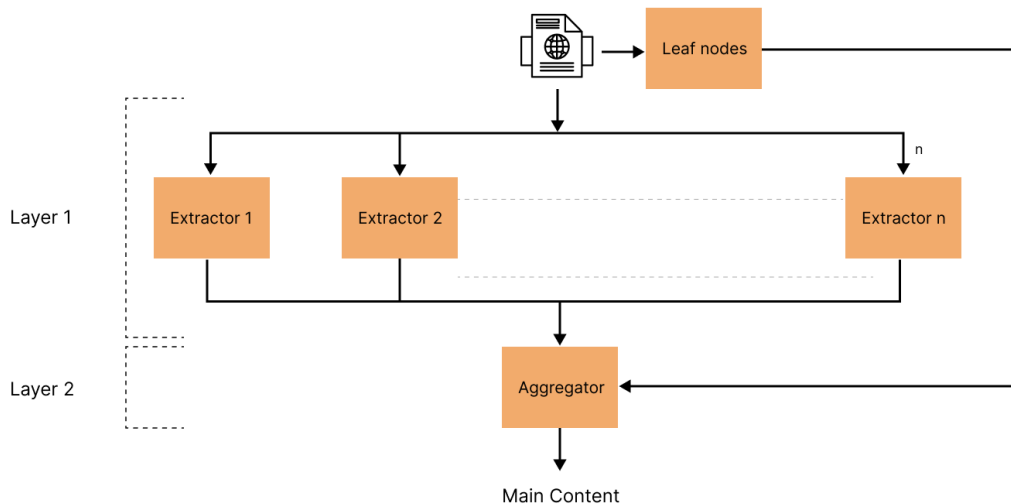 Leaf nodes
n
Layer 1
Extractor 1
Extractor 2
Extractor n
Layer 2
Aggregator
Main Content